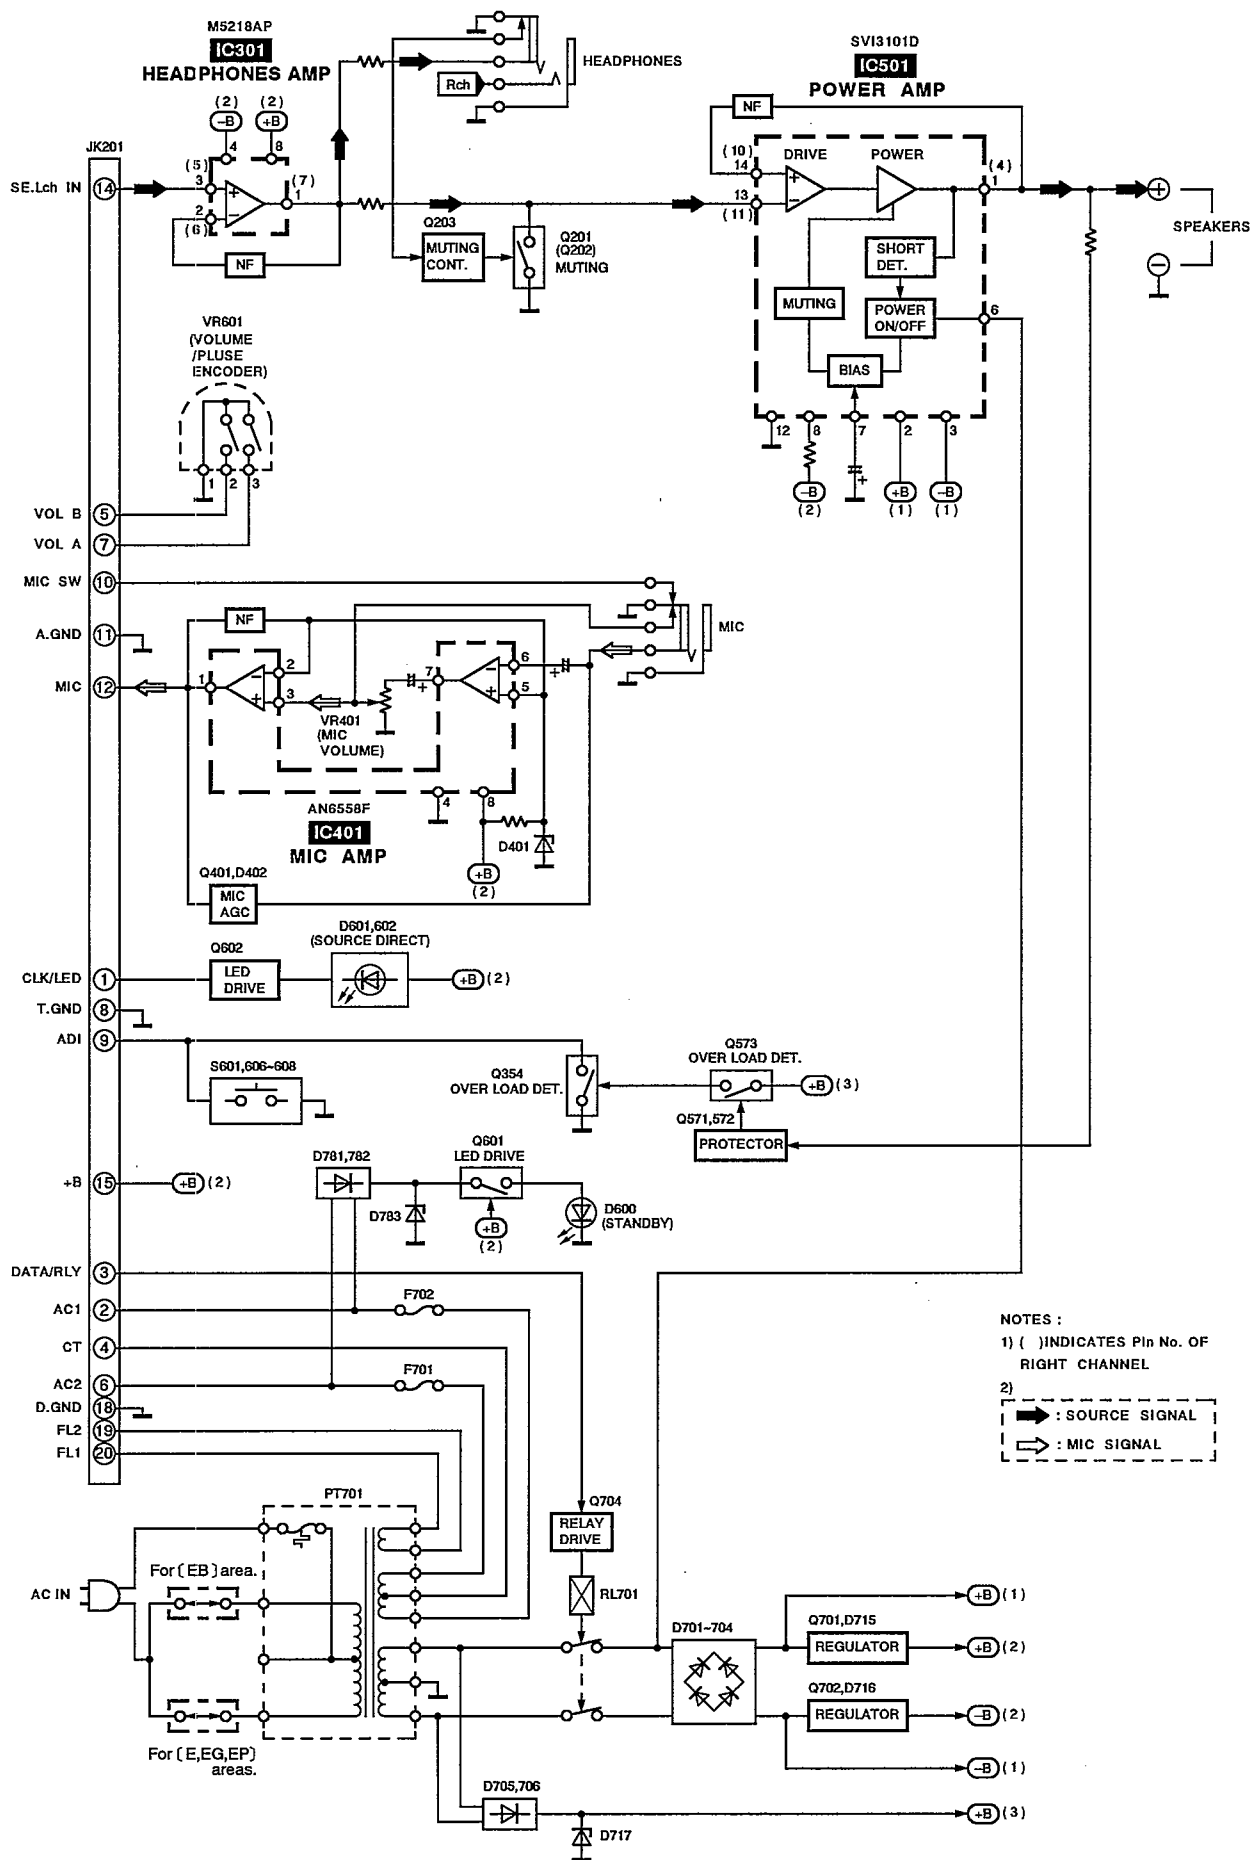 M5218AP
IC301
HEADPHONES AMP
(2) (2)
-B +B
4 8
JK201
SE.Lch IN 14
(5)
3
+
2
(6)
-
(7)
1
NF
Rch
HEADPHONES
Q203
MUTING
CONT.
Q201
(Q202)
MUTING
SVI3101D
IC501
POWER AMP
NF
(10)
14
13
(11)
DRIVE
POWER
+
-
(4)
1
SHORT
DET.
MUTING
POWER
ON/OFF
BIAS
6
12 8 7 2 3
+
-B
(2)
+B
(1)
-B
(1)
+
-
SPEAKERS
VR601
(VOLUME
/PLUSE
ENCODER)
1 2 3
VOL B 5
VOL A 7
MIC SW 10
A.GND 11
MIC 12
NF
1
-
+
2
3
VR401
(MIC
VOLUME)
+
7
-
+
6
5
+
MIC
4 8
AN6558F
IC401
MIC AMP
D401
+B
(2)
Q401,D402
MIC
AGC
D601,602
(SOURCE DIRECT)
Q602
CLK/LED 1
LED
DRIVE
+B (2)
T.GND 8
ADI 9
S601,606~608
Q354
OVER LOAD DET.
Q573
OVER LOAD DET.
+B (3)
Q571,572
PROTECTOR
+B 15
+B (2)
D781,782
D783
Q601
LED DRIVE
+B
(2)
D600
(STANDBY)
DATA/RLY 3
AC1 2
F702
CT 4
AC2 6
F701
D.GND 18
FL2 19
FL1 20
NOTES :
1) ( )INDICATES Pin No. OF
RIGHT CHANNEL
2)
: SOURCE SIGNAL
: MIC SIGNAL
PT701
Q704
RELAY
DRIVE
RL701
AC IN
For (EB) area.
For (E,EG,EP)
areas.
D701~704
+B (1)
Q701,D715
REGULATOR
+B (2)
Q702,D716
REGULATOR
-B (2)
-B (1)
D705,706
+B (3)
D717